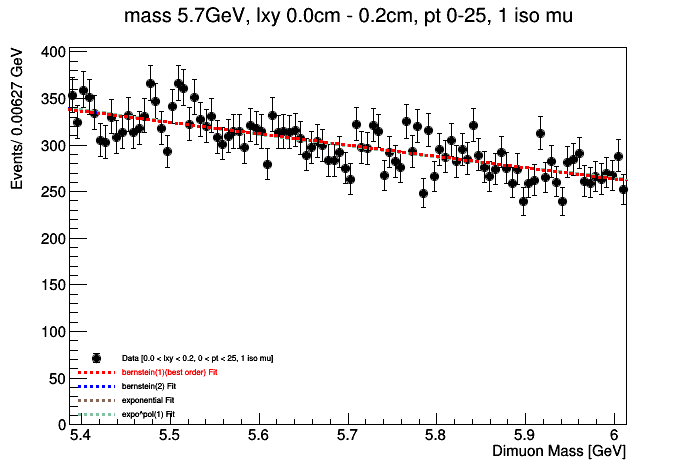 mass 5.7GeV, lxy 0.0cm - 0.2cm, pt 0-25, 1 iso mu
Events/ 0.00627 GeV
400
350
300
250
200
150
100
50
0
Data [0.0 < lxy < 0.2, 0 < pt < 25, 1 iso mu]
bernstein(1)(best order) Fit
bernstein(2) Fit
exponential Fit
expo*pol(1) Fit
5.4 5.5 5.6 5.7 5.8 5.9 6
Dimuon Mass [GeV]